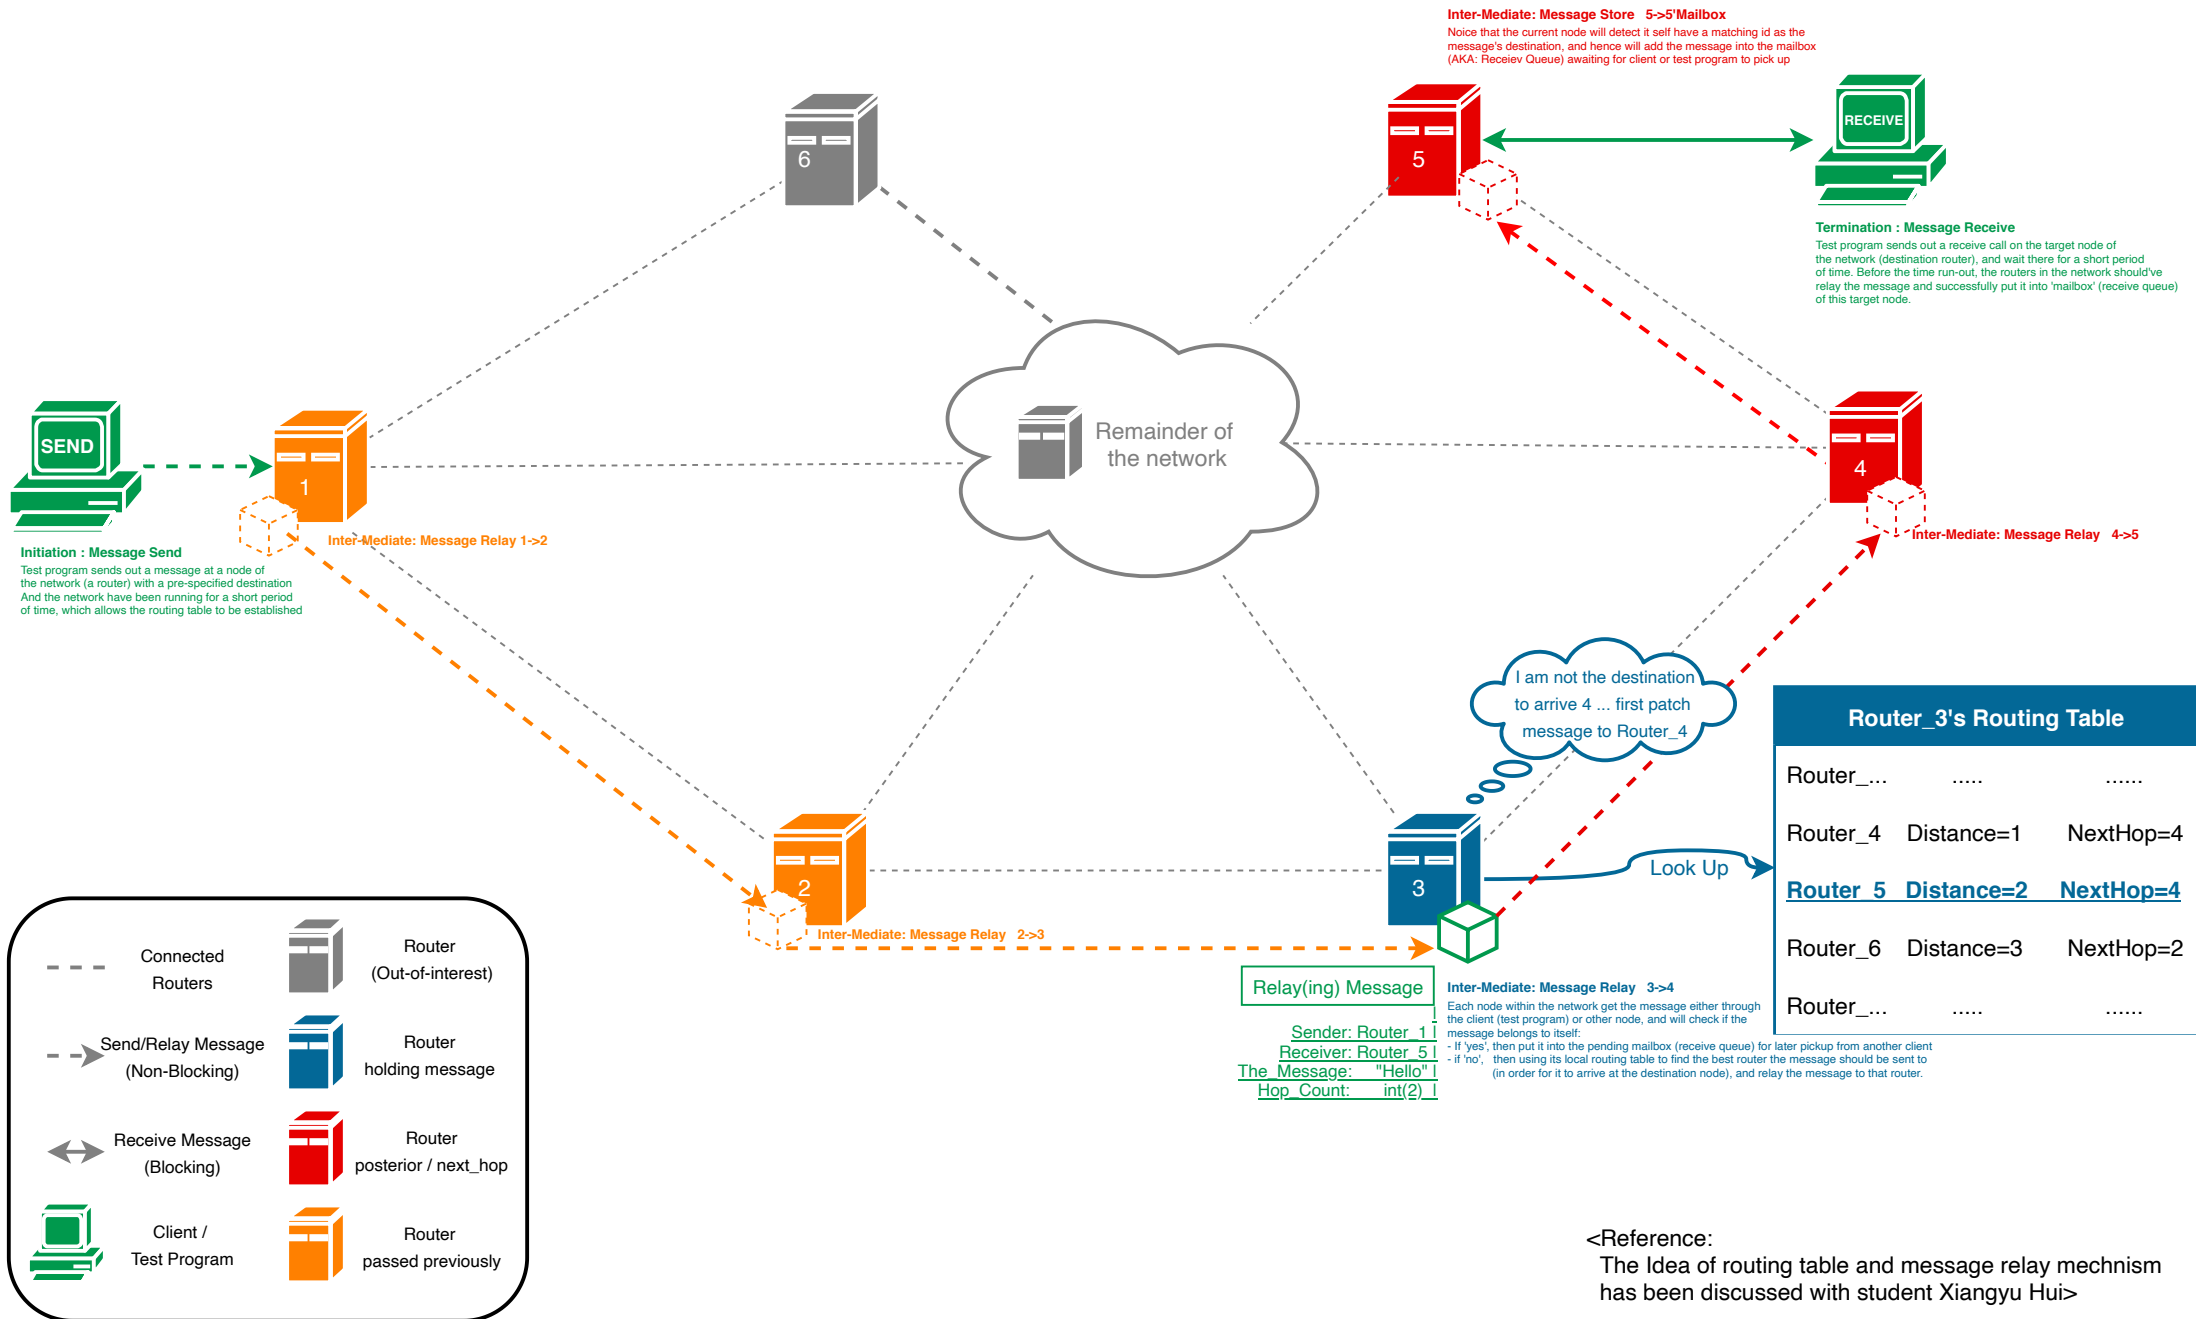 Inter-Mediate: Message Store   5->5'Mailbox
Noice that the current node will detect it self have a matching id as the
message's destination, and hence will add the message into the mailbox
(AKA: Receiev Queue) awaiting for client or test program to pick up
6
5
RECEIVE
Termination : Message Receive
Test program sends out a receive call on the target node of
the network (destination router), and wait there for a short period
of time. Before the time run-out, the routers in the network should've
relay the message and successfully put it into 'mailbox' (receive queue)
of this target node.
SEND
1
Remainder of
the network
4
Inter-Mediate: Message Relay 1->2
Inter-Mediate: Message Relay   4->5
Initiation : Message Send
Test program sends out a message at a node of
the network (a router) with a pre-specified destination
And the network have been running for a short period
of time, which allows the routing table to be established
I am not the destination
to arrive 4 ... first patch
message to Router_4
Router_3's Routing Table
Router_... ..... ......
Router_4 Distance=1 NextHop=4
Router_5 Distance=2 NextHop=4
Router_6 Distance=3 NextHop=2
Router_... ..... ......
2
3
Look Up
Inter-Mediate: Message Relay   2->3
Relay(ing) Message
|
Sender: Router_1 |
Receiver: Router_5 |
The_Message: "Hello" |
Hop_Count: int(2) |
Inter-Mediate: Message Relay   3->4
Each node within the network get the message either through
the client (test program) or other node, and will check if the
message belongs to itself:
- If 'yes', then put it into the pending mailbox (receive queue) for later pickup from another client
- if 'no', then using its local routing table to find the best router the message should be sent to
(in order for it to arrive at the destination node), and relay the message to that router.
Connected
Routers
Router
(Out-of-interest)
Send/Relay Message
(Non-Blocking)
Router
holding message
Receive Message
(Blocking)
Router
posterior / next_hop
Client /
Test Program
Router
passed previously
<Reference:
The Idea of routing table and message relay mechnism
has been discussed with student Xiangyu Hui>